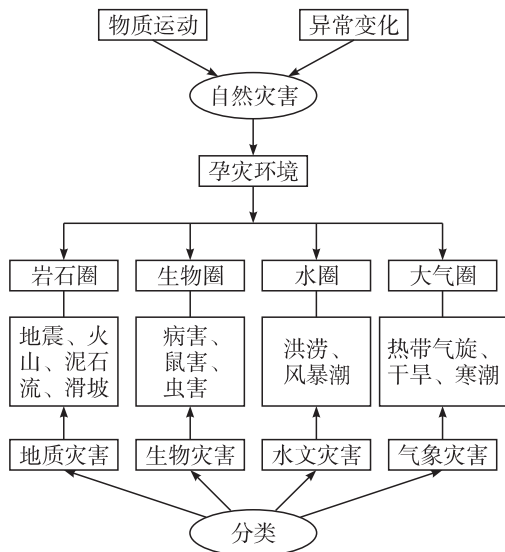 物质运动
异常变化
自然灾害
孕灾环境
岩石圈
生物圈
水圈
大气圈
地震、火
山、泥石
流、滑坡
病害、
鼠害、
虫害
洪涝、
风暴潮
热带气旋、
干旱、寒潮
地质灾害
生物灾害
水文灾害
气象灾害
分类